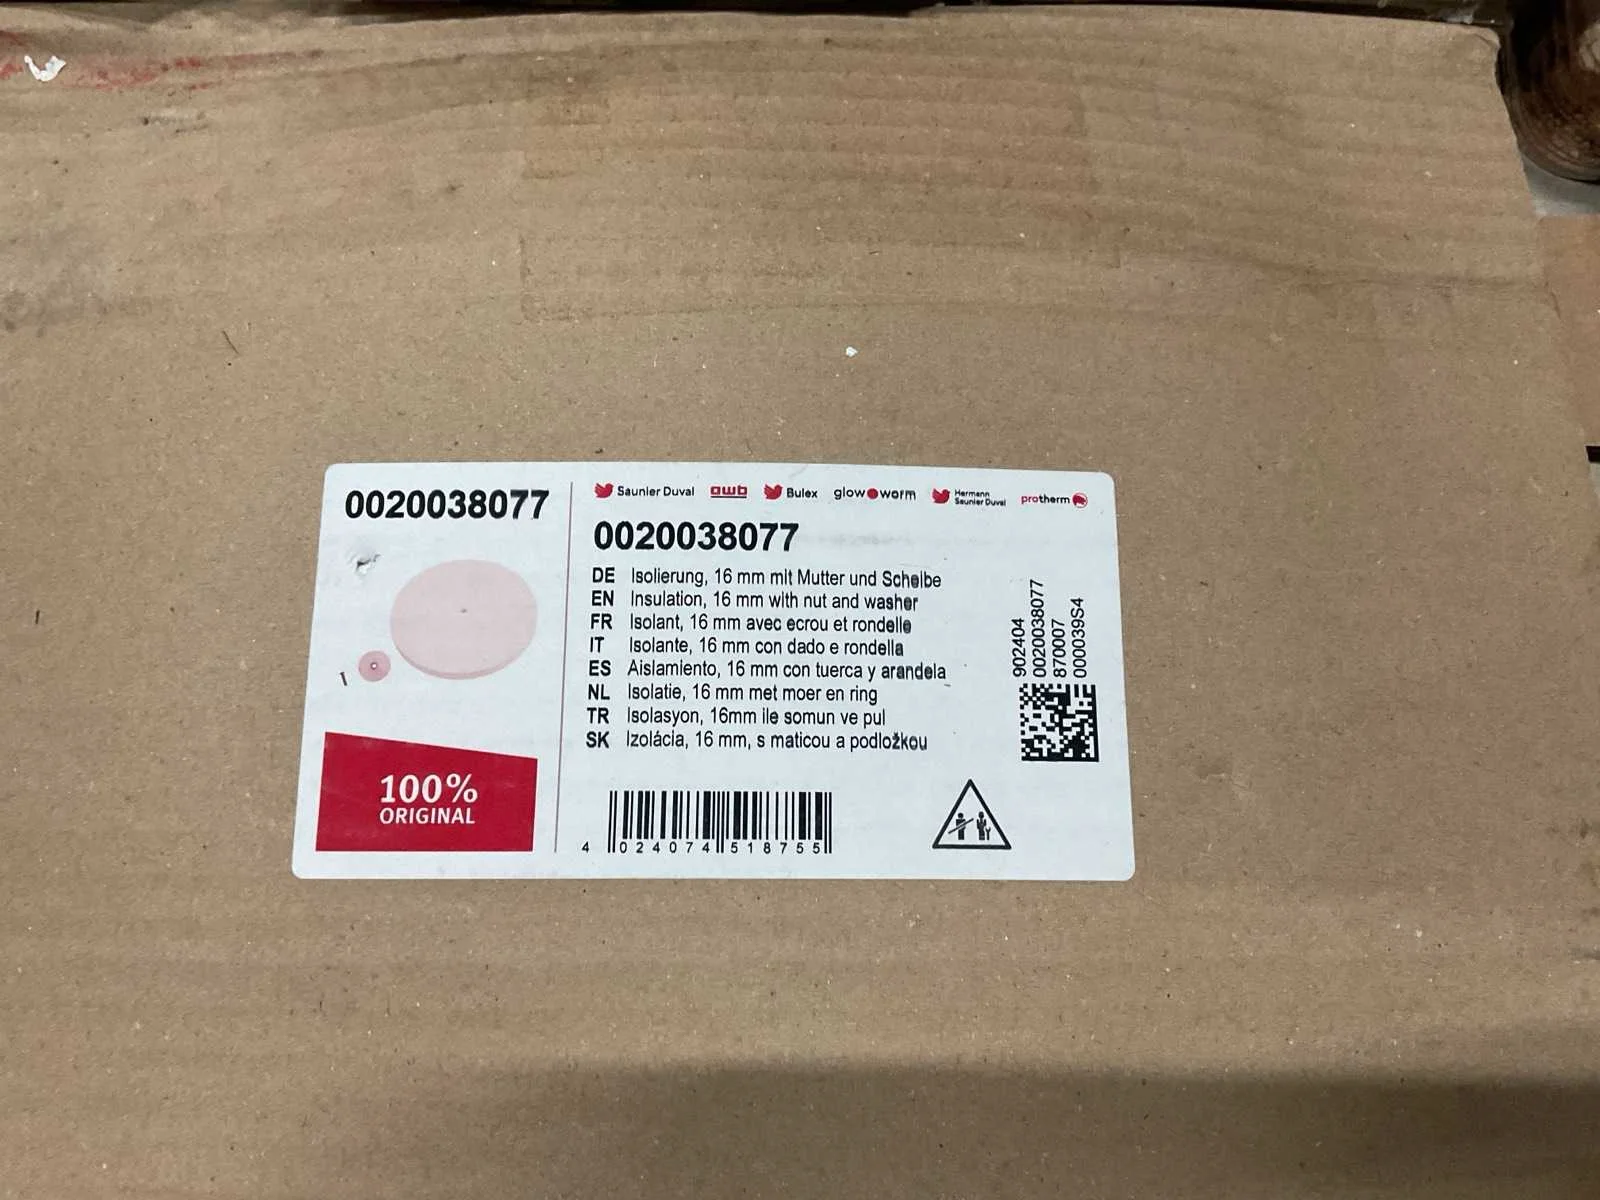 0020038077
100%
ORIGINAL
Saunier Duval awb Bulex glow worm Hermann Saunier Duval protherm
0020038077
DE Isolierung, 16 mm mit Mutter und Scheibe
EN Insulation, 16 mm with nut and washer
FR Isolant, 16 mm avec ecrou et rondelle
IT Isolante, 16 mm con dado e rondella
ES Aislamiento, 16 mm con tuerca y arandela
NL Isolatie, 16 mm met moer en ring
TR Isolasyon, 16mm ile somun ve pul
SK Izolácia, 16 mm, s maticou a podložkou
4 024074 518755
902404
0020038077
870007
000039S4